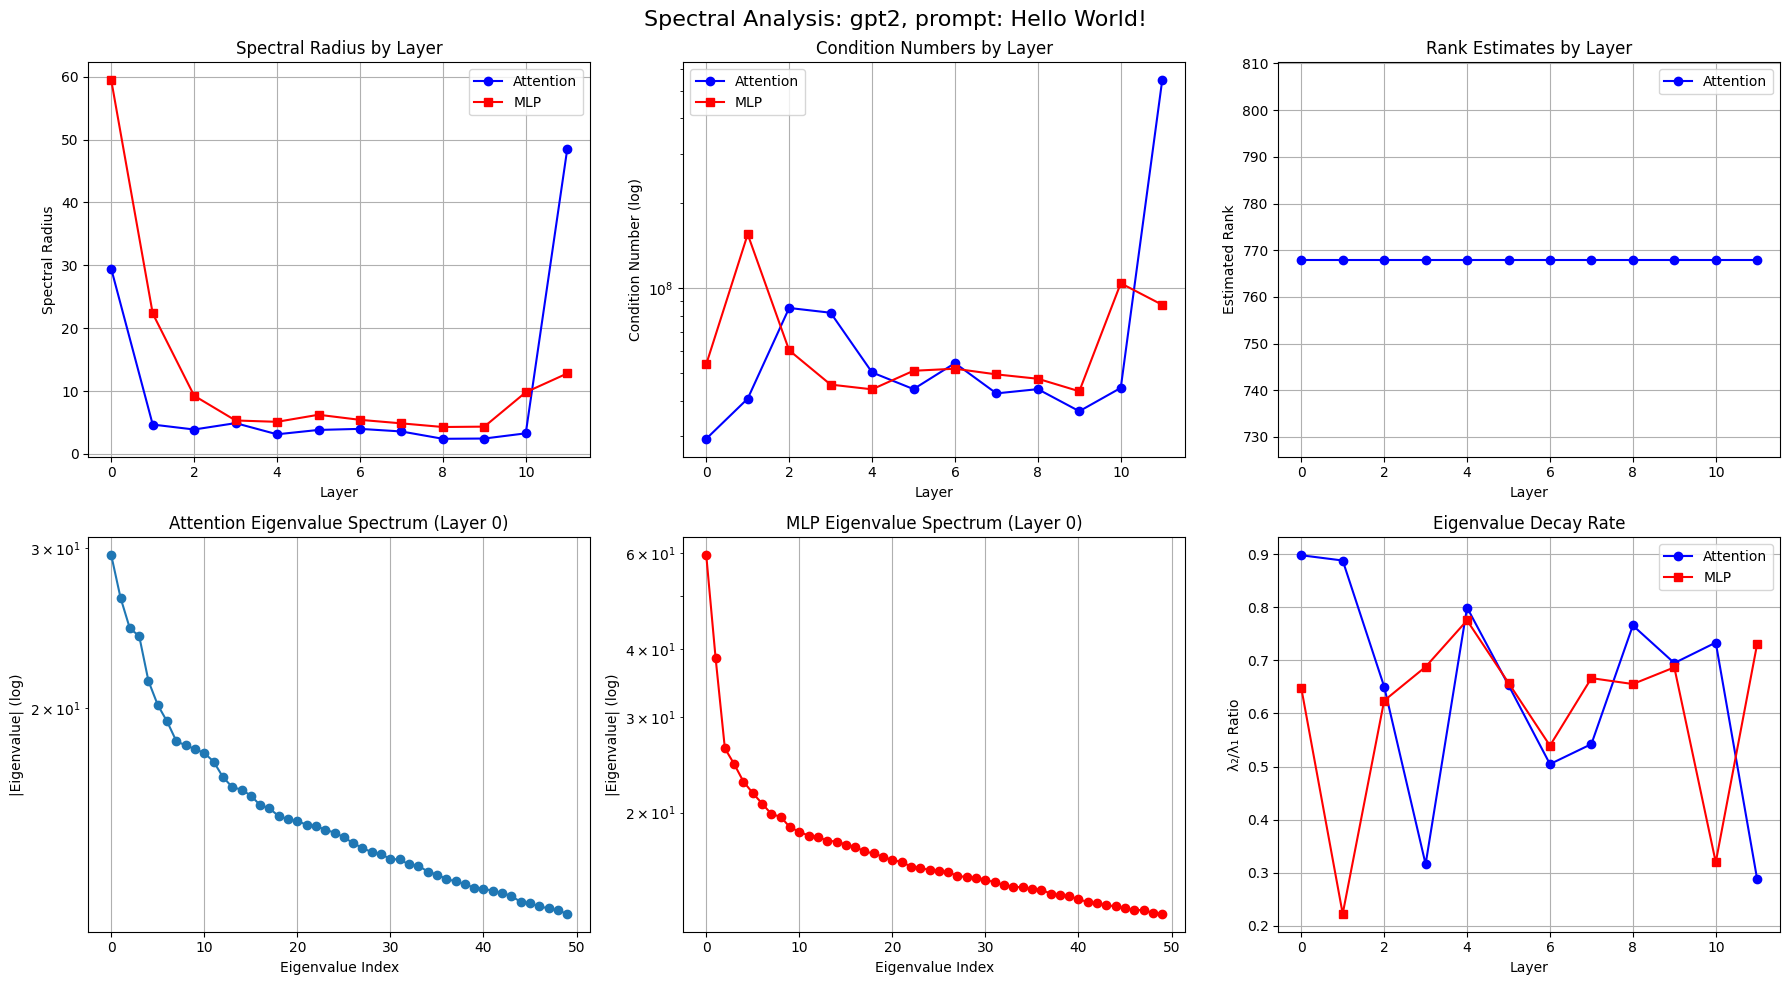 Spectral Analysis: gpt2, prompt: Hello World!
Spectral Radius by Layer
Spectral Radius
60
50
40
30
20
10
0
0 2 4 6 8 10
Layer
Attention
MLP
Condition Numbers by Layer
Condition Number (log)
10⁸
0 2 4 6 8 10
Layer
Attention
MLP
Rank Estimates by Layer
Estimated Rank
810
800
790
780
770
760
750
740
730
0 2 4 6 8 10
Layer
Attention
Attention Eigenvalue Spectrum (Layer 0)
|Eigenvalue| (log)
3 × 10¹
2 × 10¹
0 10 20 30 40 50
Eigenvalue Index
MLP Eigenvalue Spectrum (Layer 0)
|Eigenvalue| (log)
6 × 10¹
4 × 10¹
3 × 10¹
2 × 10¹
0 10 20 30 40 50
Eigenvalue Index
Eigenvalue Decay Rate
λ₂/λ₁ Ratio
0.9
0.8
0.7
0.6
0.5
0.4
0.3
0.2
0 2 4 6 8 10
Layer
Attention
MLP